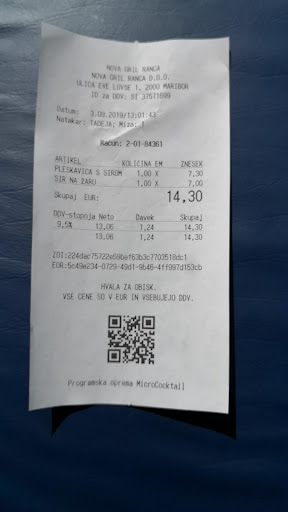 NOVA GRIL RANCA
NOVA GRIL RANCA D.O.O.
ULICA EVE LOVŠE 1, 2000 MARIBOR
ID za DDV: SI 37571699
Datum: 3.09.2019/13:01:43
Natakar: TADEJA; Miza:
Račun: 2-01-84361
ARTIKEL KOLIČINA EM ZNESEK
PLESKAVICA S SIROM 1,00 X 7,30
SIR NA ŽARU 1,00 X 7,00
Skupaj EUR: 14,30
DDV-stopnja Neto Davek Skupaj
9,5% 13,06 1,24 14,30
13,06 1,24 14,30
HVALA ZA OBISK.
VSE CENE SO V EUR IN VSEBUJEJO DDV.
Programska oprema MicroCocktail